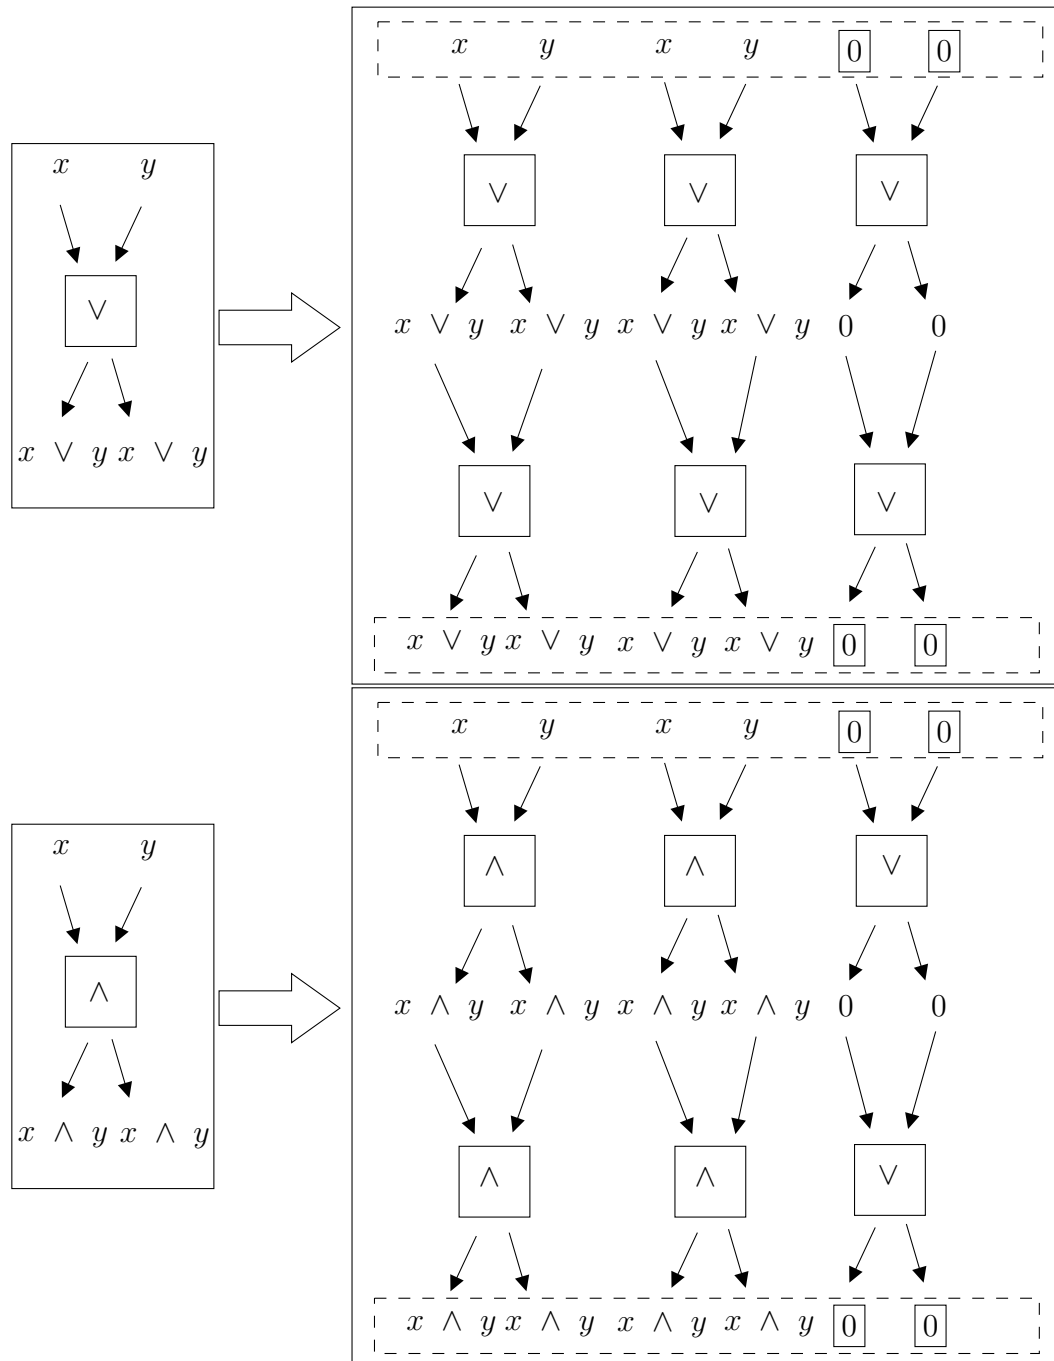 x y x y 0 0
x y
∨ ∨ ∨
∨
x ∨ y x ∨ y x ∨ y x ∨ y 0 0
x ∨ y x ∨ y
∨ ∨ ∨
x ∨ y x ∨ y x ∨ y x ∨ y 0 0
x y x y 0 0
x y
∧ ∧ ∨
∧
x ∧ y x ∧ y x ∧ y x ∧ y 0 0
x ∧ y x ∧ y
∧ ∧ ∨
x ∧ y x ∧ y x ∧ y x ∧ y 0 0